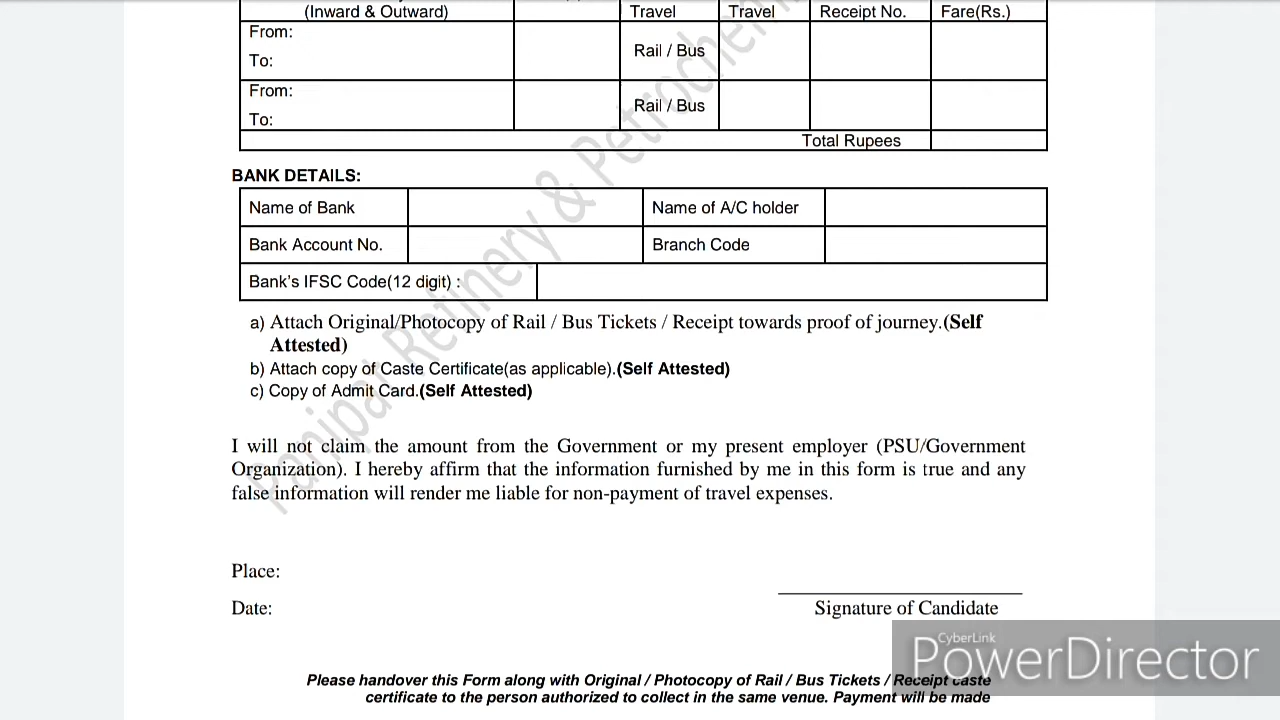 (Inward & Outward) Travel Travel Receipt No. Fare(Rs.)
From:
To:
Rail / Bus
From:
To:
Rail / Bus
Total Rupees
BANK DETAILS:
Name of Bank Name of A/C holder
Bank Account No. Branch Code
Bank's IFSC Code(12 digit) :
a) Attach Original/Photocopy of Rail / Bus Tickets / Receipt towards proof of journey.(Self
Attested)
b) Attach copy of Caste Certificate(as applicable).(Self Attested)
c) Copy of Admit Card.(Self Attested)
I will not claim the amount from the Government or my present employer (PSU/Government
Organization). I hereby affirm that the information furnished by me in this form is true and any
false information will render me liable for non-payment of travel expenses.
Place:
Date:
Signature of Candidate
Please handover this Form along with Original / Photocopy of Rail / Bus Tickets / Receipt caste
certificate to the person authorized to collect in the same venue. Payment will be made
Panipat Refinery & Petrochem
CyberLink
PowerDirector